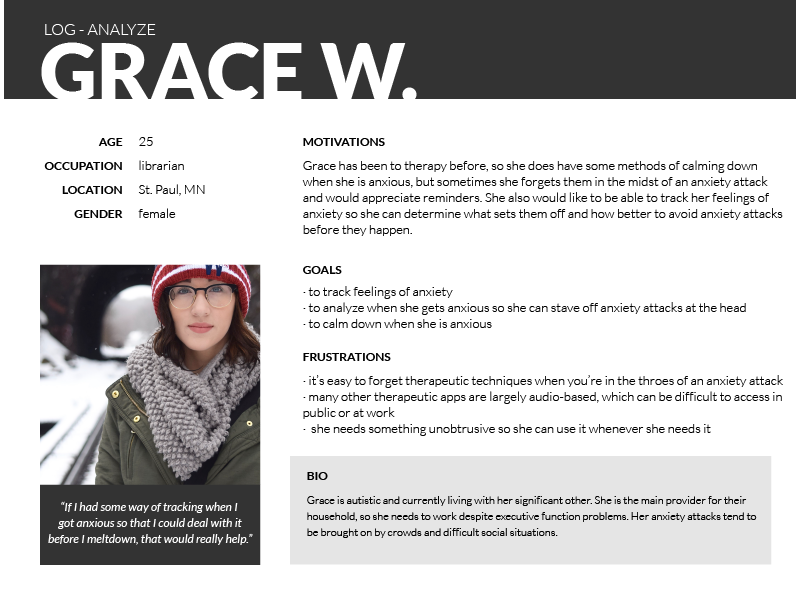 LOG - ANALYZE
GRACE W.
AGE 25
OCCUPATION librarian
LOCATION St. Paul, MN
GENDER female
"If I had some way of tracking when I
got anxious so that I could deal with it
before I meltdown, that would really help."
MOTIVATIONS
Grace has been to therapy before, so she does have some methods of calming down
when she is anxious, but sometimes she forgets them in the midst of an anxiety attack
and would appreciate reminders. She also would like to be able to track her feelings of
anxiety so she can determine what sets them off and how better to avoid anxiety attacks
before they happen.
GOALS
· to track feelings of anxiety
· to analyze when she gets anxious so she can stave off anxiety attacks at the head
· to calm down when she is anxious
FRUSTRATIONS
· it's easy to forget therapeutic techniques when you're in the throes of an anxiety attack
· many other therapeutic apps are largely audio-based, which can be difficult to access in
public or at work
· she needs something unobtrusive so she can use it whenever she needs it
BIO
Grace is autistic and currently living with her significant other. She is the main provider for their
household, so she needs to work despite executive function problems. Her anxiety attacks tend to
be brought on by crowds and difficult social situations.